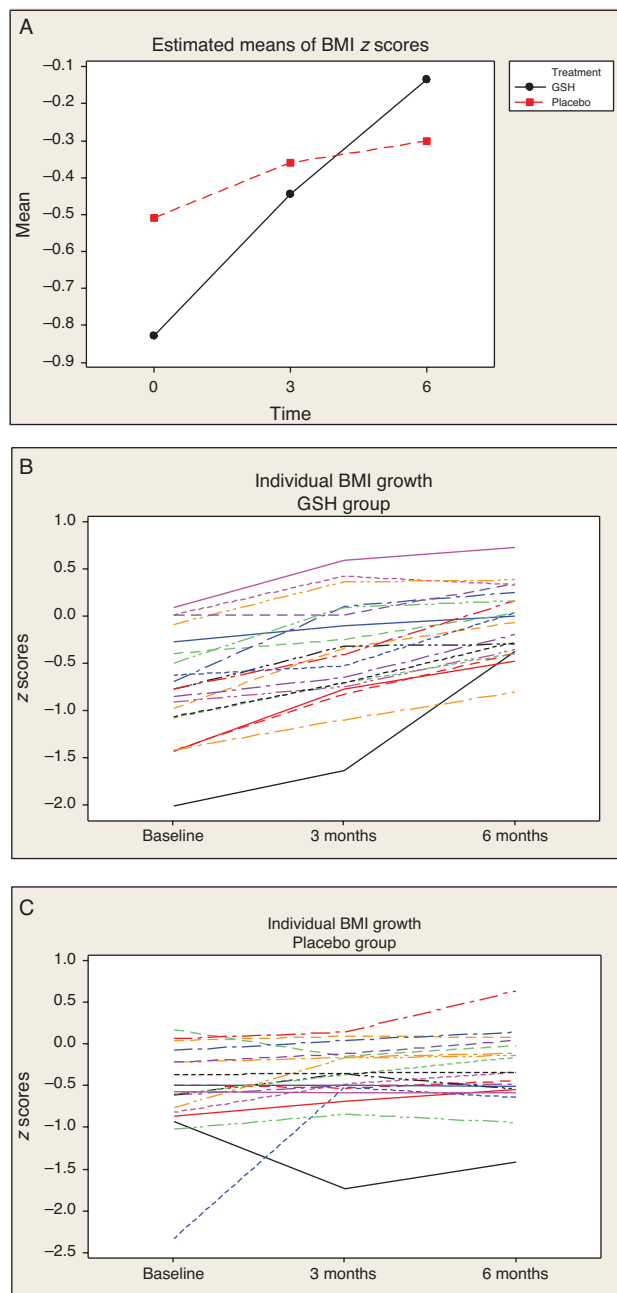 A
Estimated means of BMI z scores
−0.1
−0.2
−0.3
−0.4
−0.5
−0.6
−0.7
−0.8
−0.9
Mean
0 3 6
Time
Treatment
GSH
Placebo
B
Individual BMI growth
GSH group
1.0
0.5
0.0
−0.5
−1.0
−1.5
−2.0
z scores
Baseline 3 months 6 months
C
Individual BMI growth
Placebo group
1.0
0.5
0.0
−0.5
−1.0
−1.5
−2.0
−2.5
z scores
Baseline 3 months 6 months